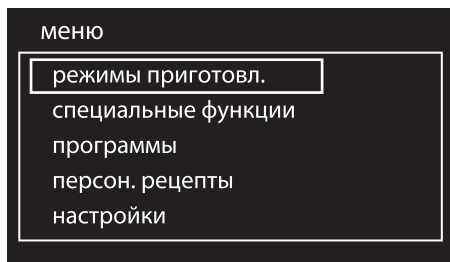 меню
режимы приготовл.
специальные функции
программы
персон. рецепты
настройки